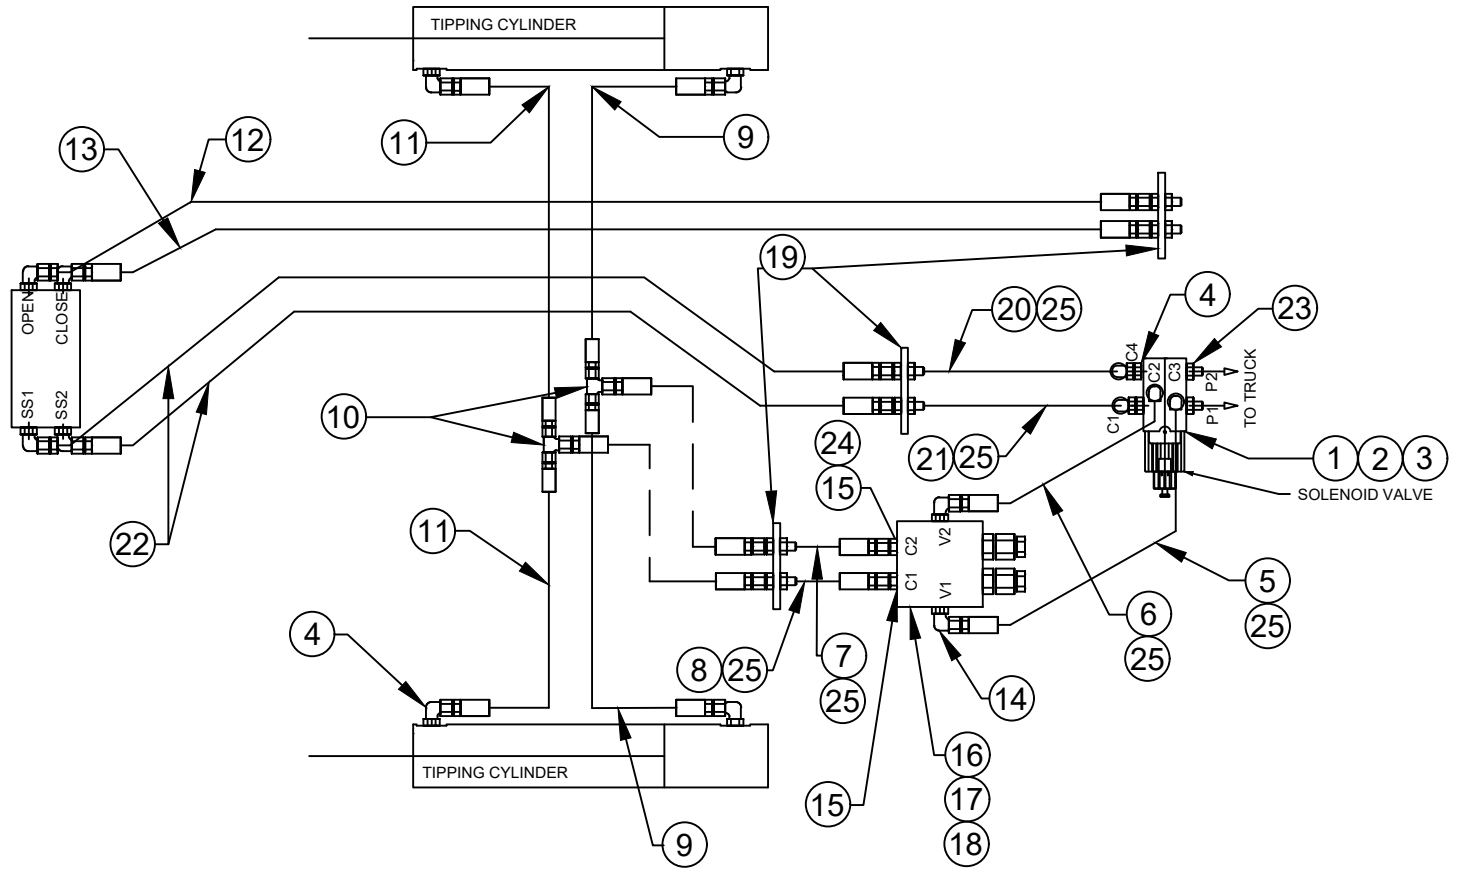 TIPPING CYLINDER
11
9
12
13
19
4
23
20 25
C4
C2
C3
P2
TO TRUCK
C1
P1
OPEN
CLOSE
SS1
SS2
10
21 25
24
15
1 2 3
SOLENOID VALVE
22
11
C2
V2
C1
V1
5
25
6
25
4
8 25
7
25
14
TIPPING CYLINDER
16
17
18
15
9